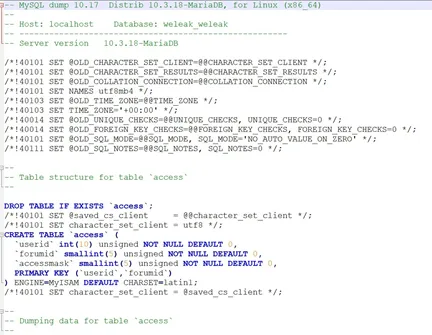 -- MySQL dump 10.17  Distrib 10.3.18-MariaDB, for Linux (x86_64)
--
-- Host: localhost    Database: weleak_weleak
-- ------------------------------------------------------
-- Server version   10.3.18-MariaDB
/*!40101 SET @OLD_CHARACTER_SET_CLIENT=@@CHARACTER_SET_CLIENT */;
/*!40101 SET @OLD_CHARACTER_SET_RESULTS=@@CHARACTER_SET_RESULTS */;
/*!40101 SET @OLD_COLLATION_CONNECTION=@@COLLATION_CONNECTION */;
/*!40101 SET NAMES utf8mb4 */;
/*!40103 SET @OLD_TIME_ZONE=@@TIME_ZONE */;
/*!40103 SET TIME_ZONE='+00:00' */;
/*!40014 SET @OLD_UNIQUE_CHECKS=@@UNIQUE_CHECKS, UNIQUE_CHECKS=0 */;
/*!40014 SET @OLD_FOREIGN_KEY_CHECKS=@@FOREIGN_KEY_CHECKS, FOREIGN_KEY_CHECKS=0 */;
/*!40101 SET @OLD_SQL_MODE=@@SQL_MODE, SQL_MODE='NO_AUTO_VALUE_ON_ZERO' */;
/*!40111 SET @OLD_SQL_NOTES=@@SQL_NOTES, SQL_NOTES=0 */;
--
-- Table structure for table `access`
--
DROP TABLE IF EXISTS `access`;
/*!40101 SET @saved_cs_client     = @@character_set_client */;
/*!40101 SET character_set_client = utf8 */;
CREATE TABLE `access` (
`userid` int(10) unsigned NOT NULL DEFAULT 0,
`forumid` smallint(5) unsigned NOT NULL DEFAULT 0,
`accessmask` smallint(5) unsigned NOT NULL DEFAULT 0,
PRIMARY KEY (`userid`,`forumid`)
) ENGINE=MyISAM DEFAULT CHARSET=latin1;
/*!40101 SET character_set_client = @saved_cs_client */;
--
-- Dumping data for table `access`
--